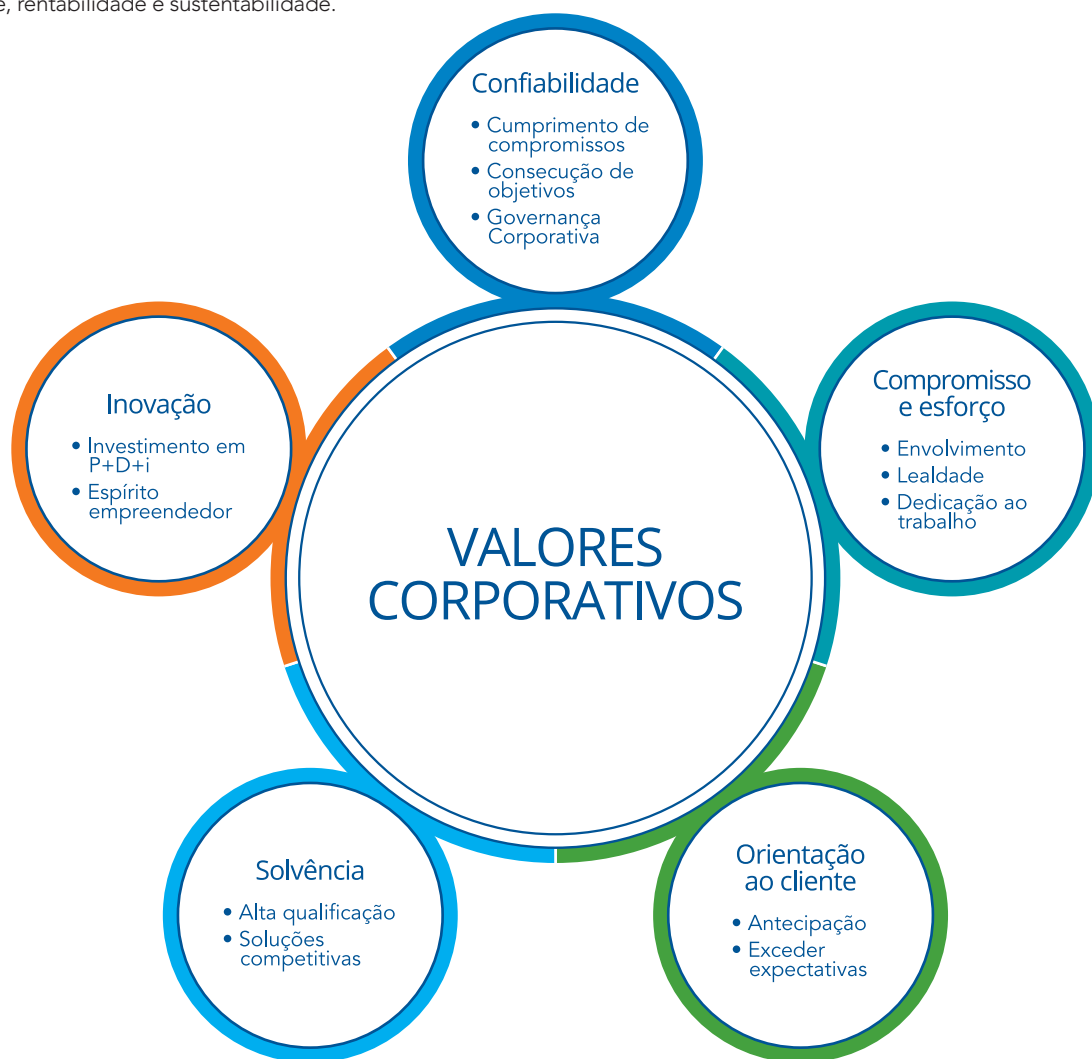 e, rentabilidade e sustentabilidade.
Confiabilidade
• Cumprimento de
compromissos
• Consecução de
objetivos
• Governança
Corporativa
Compromisso
e esforço
• Envolvimento
• Lealdade
• Dedicação ao
trabalho
Inovação
• Investimento em
P+D+i
• Espírito
empreendedor
VALORES
CORPORATIVOS
Solvência
• Alta qualificação
• Soluções
competitivas
Orientação
ao cliente
• Antecipação
• Exceder
expectativas